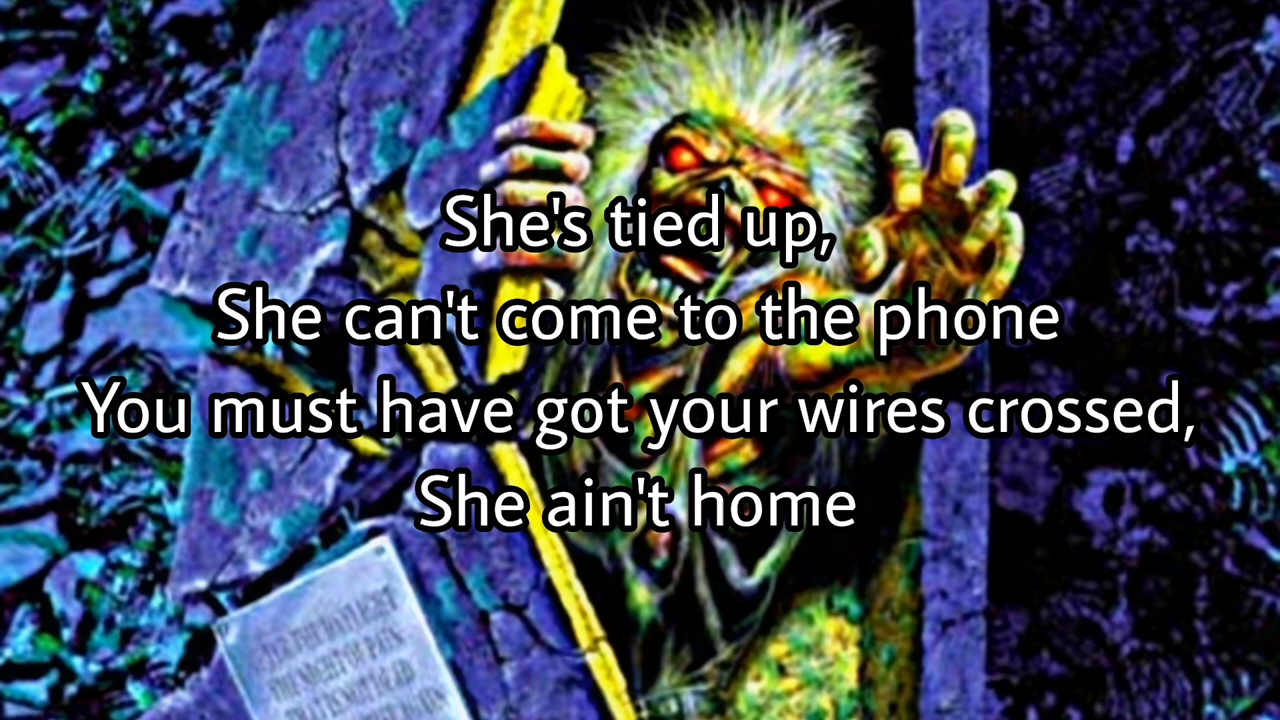 She's tied up,
She can't come to the phone
You must have got your wires crossed,
She ain't home